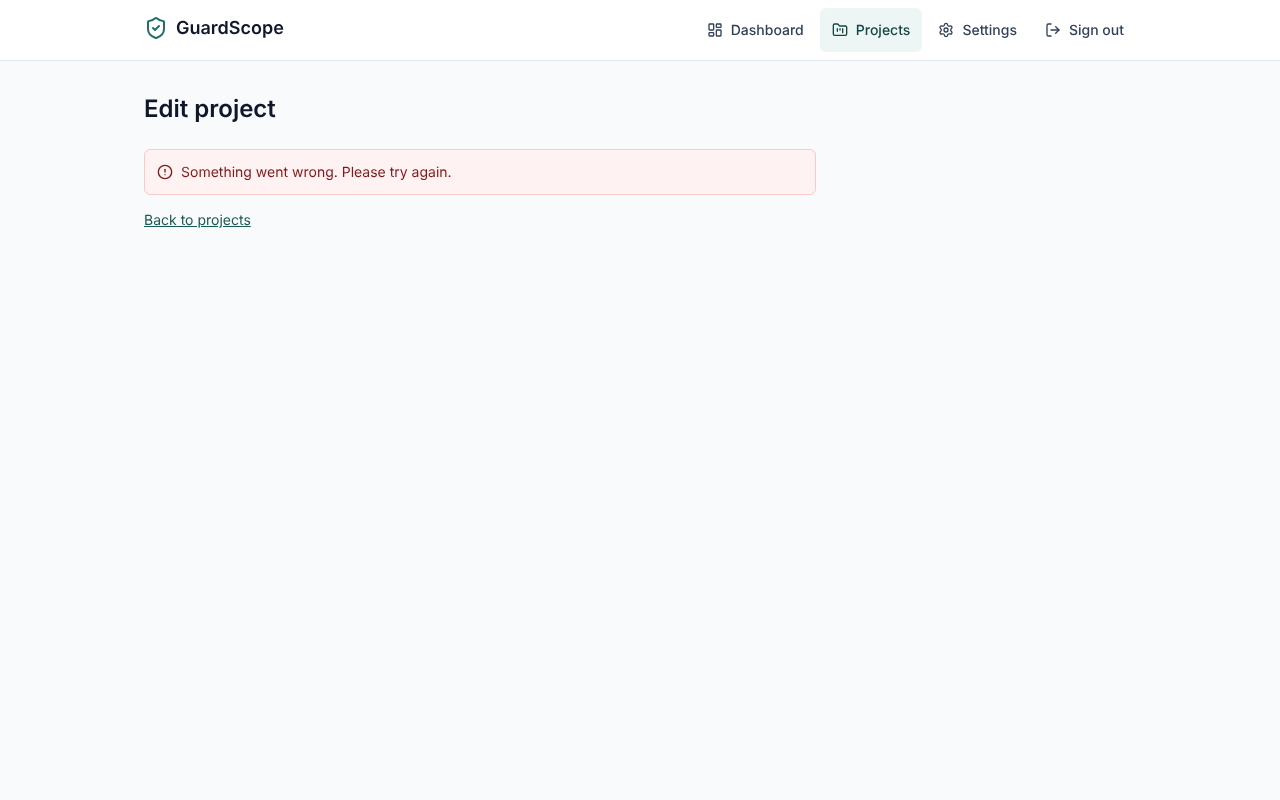 GuardScope
Dashboard
Projects
Settings
Sign out
Edit project
Something went wrong. Please try again.
Back to projects